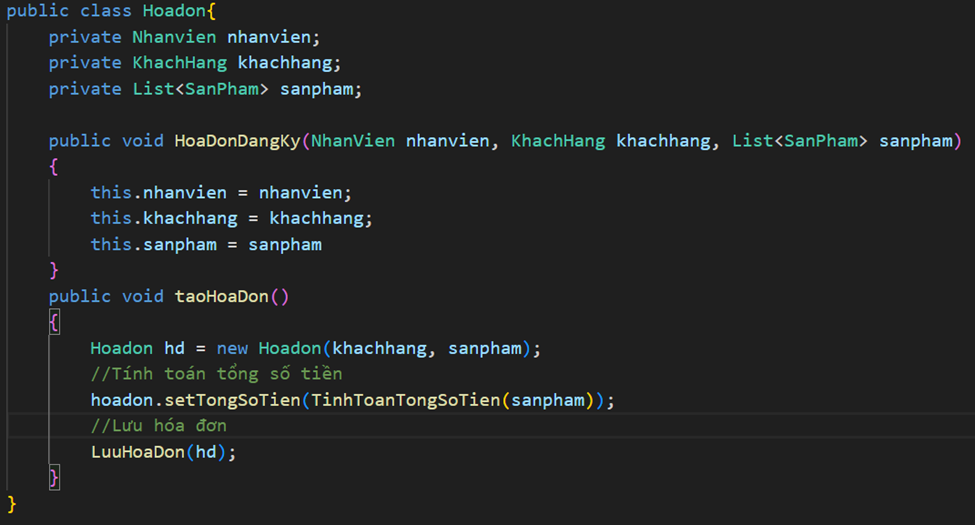 public class Hoadon{
private Nhanvien nhanvien;
private KhachHang khachhang;
private List<SanPham> sanpham;
public void HoaDonDangKy(NhanVien nhanvien, KhachHang khachhang, List<SanPham> sanpham)
{
this.nhanvien = nhanvien;
this.khachhang = khachhang;
this.sanpham = sanpham
}
public void taoHoaDon()
{
Hoadon hd = new Hoadon(khachhang, sanpham);
//Tính toán tổng số tiền
hoadon.setTongSoTien(TinhToanTongSoTien(sanpham));
//Lưu hóa đơn
LuuHoaDon(hd);
}
}